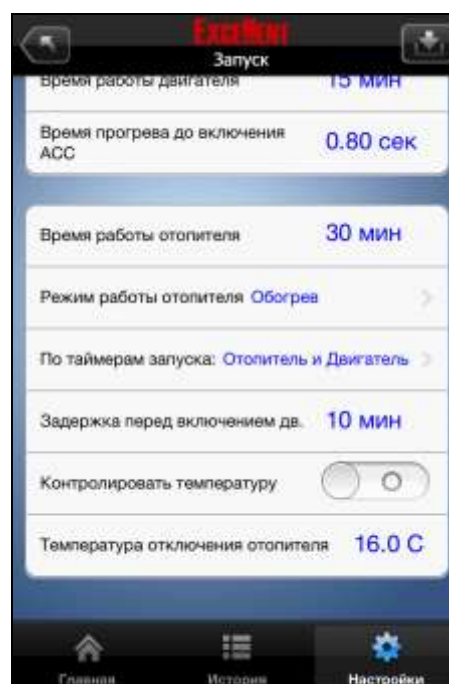 Excellent
Запуск
Время работы двигателя 15 мин
Время прогрева до включения
ACC
0.80 сек
Время работы отопителя 30 мин
Режим работы отопителя Обогрев
По таймерам запуска: Отопитель и Двигатель
Задержка перед включением дв. 10 мин
Контролировать температуру
Температура отключения отопителя 16.0 C
Главная История Настройки